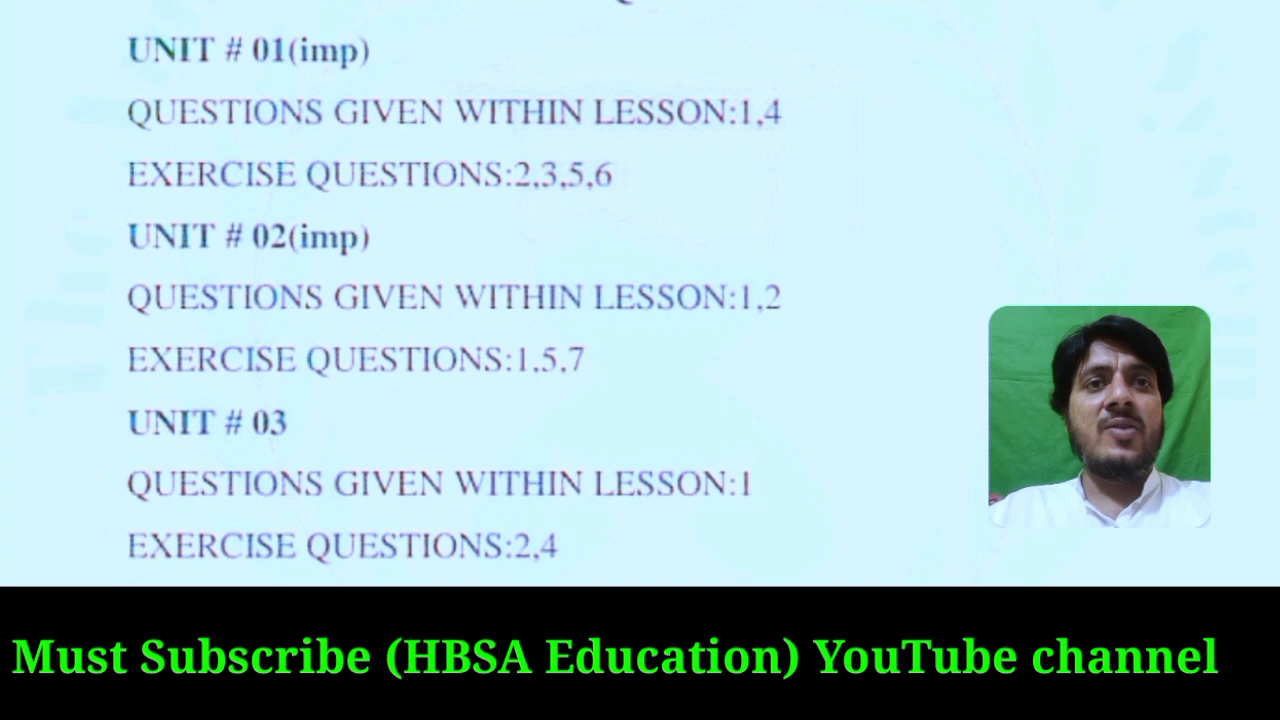 UNIT # 01(imp)
QUESTIONS GIVEN WITHIN LESSON:1,4
EXERCISE QUESTIONS:2,3,5,6
UNIT # 02(imp)
QUESTIONS GIVEN WITHIN LESSON:1,2
EXERCISE QUESTIONS:1,5,7
UNIT # 03
QUESTIONS GIVEN WITHIN LESSON:1
EXERCISE QUESTIONS:2,4
Must Subscribe (HBSA Education) YouTube channel